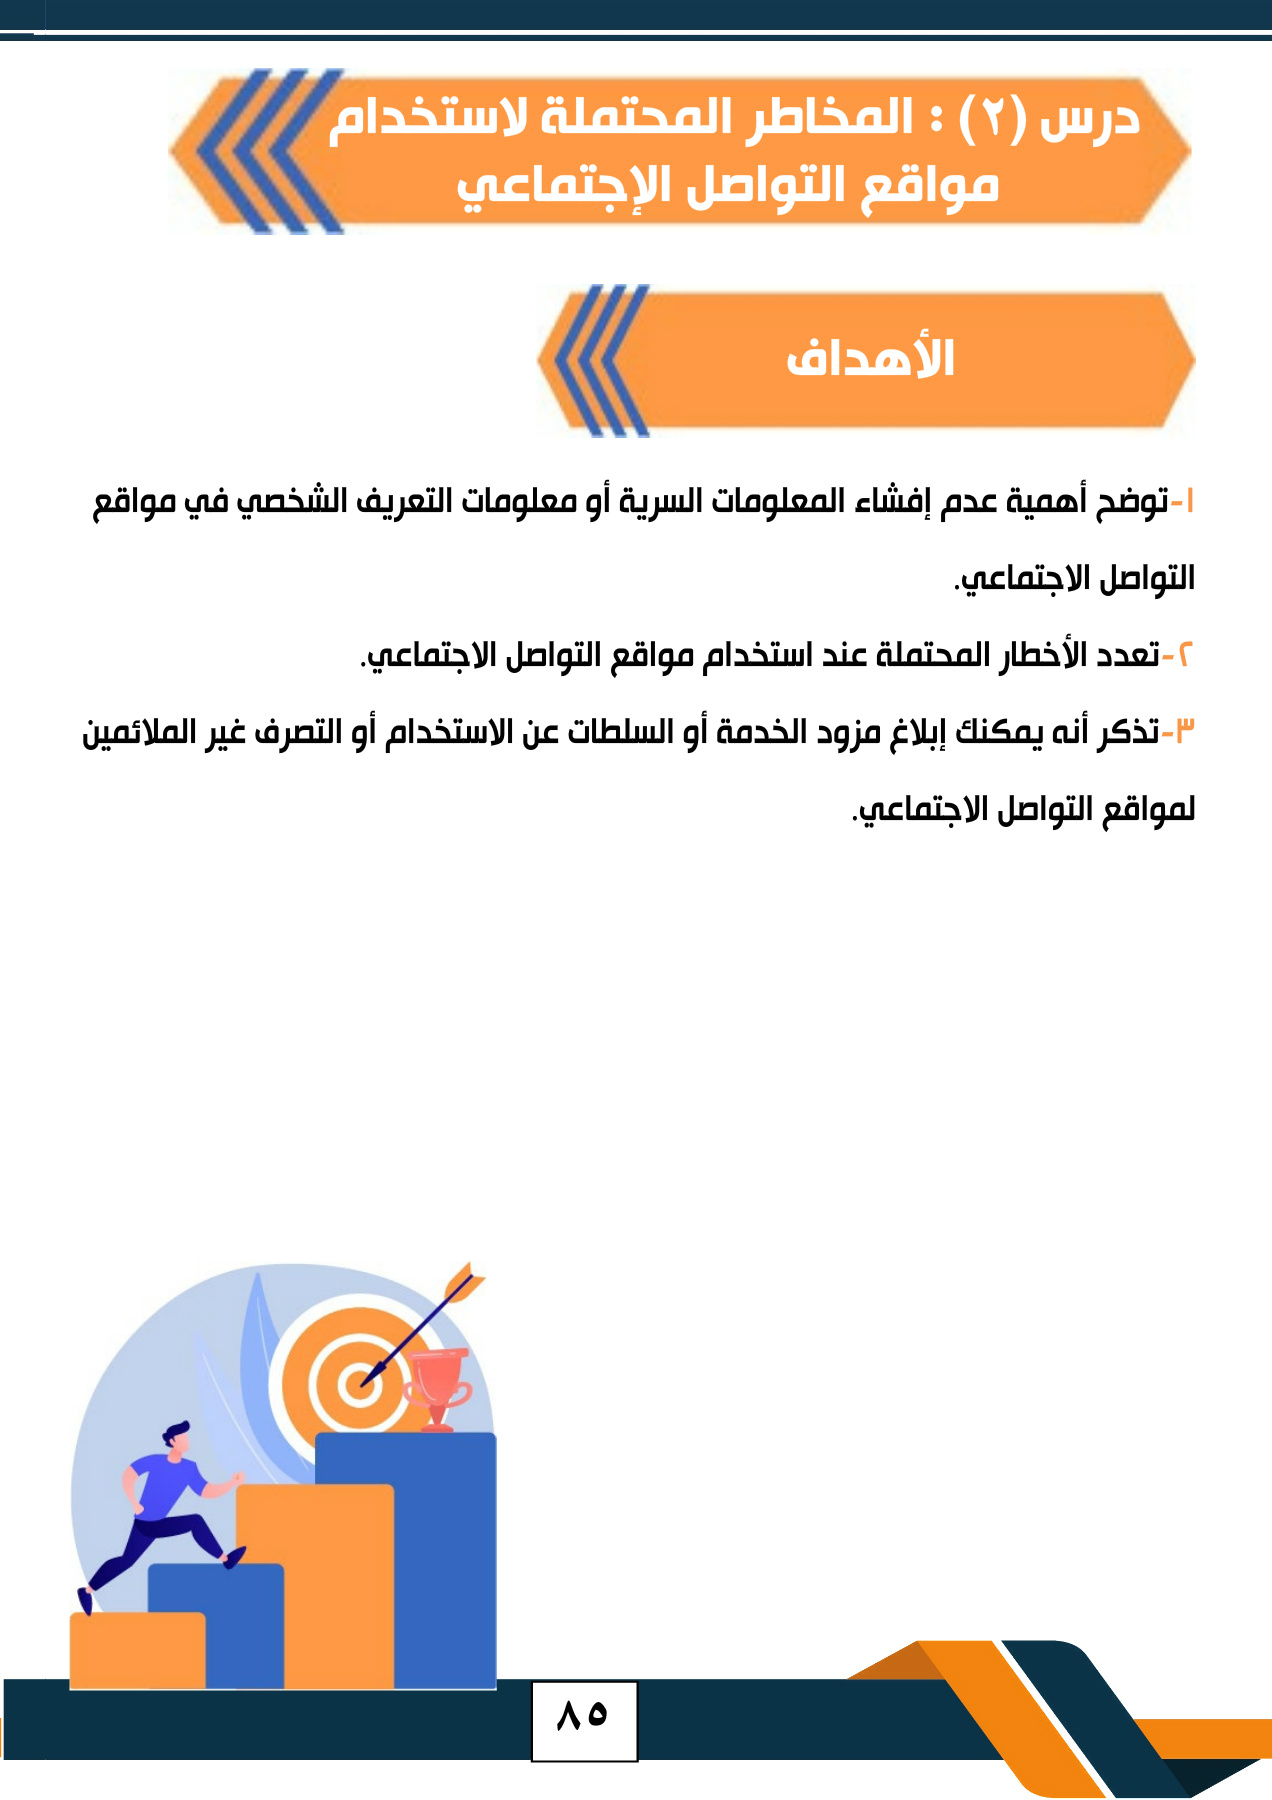 درس (٢) : المخاطر المحتملة لاستخدام
مواقع التواصل الإجتماعي
الأهداف
١-توضح أهمية عدم إفشاء المعلومات السرية أو معلومات التعريف الشخصي في مواقع
التواصل الاجتماعي.
٢-تعدد الأخطار المحتملة عند استخدام مواقع التواصل الاجتماعي.
٣-تذكر أنه يمكنك إبلاغ مزود الخدمة أو السلطات عن الاستخدام أو التصرف غير الملائمين
لمواقع التواصل الاجتماعي.
٨٥